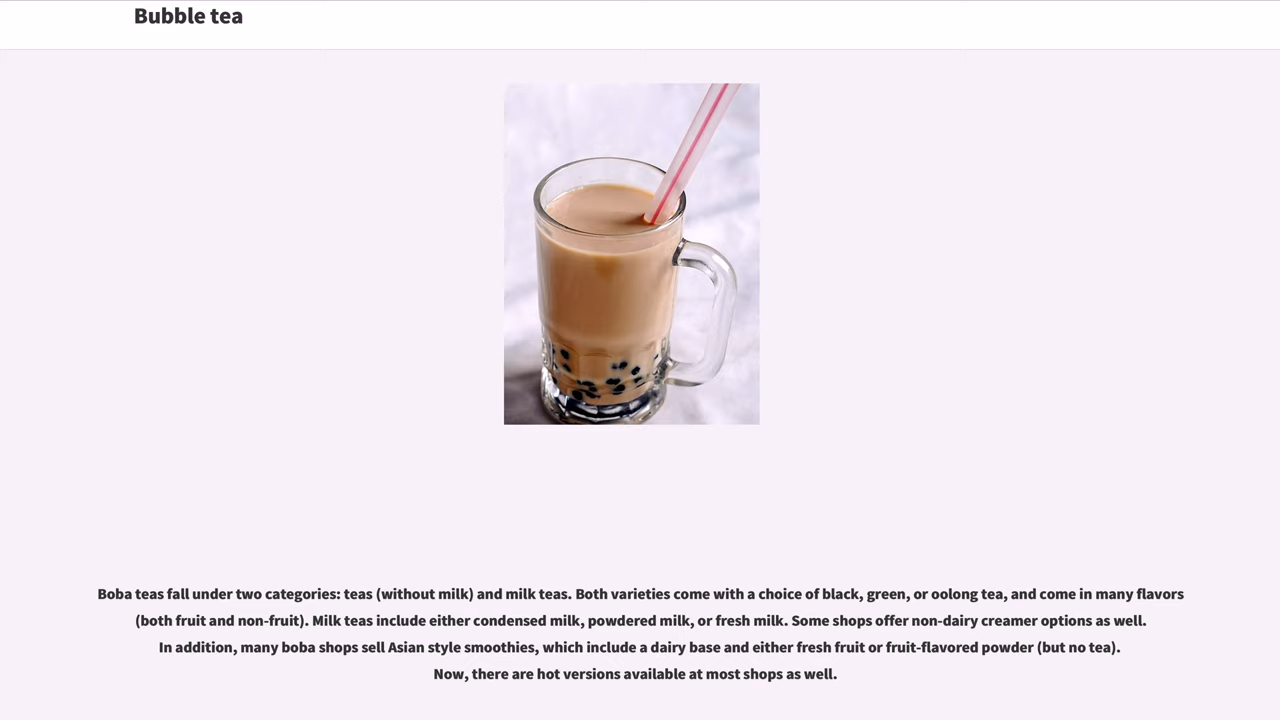 Bubble tea
Boba teas fall under two categories: teas (without milk) and milk teas. Both varieties come with a choice of black, green, or oolong tea, and come in many flavors
(both fruit and non-fruit). Milk teas include either condensed milk, powdered milk, or fresh milk. Some shops offer non-dairy creamer options as well.
In addition, many boba shops sell Asian style smoothies, which include a dairy base and either fresh fruit or fruit-flavored powder (but no tea).
Now, there are hot versions available at most shops as well.